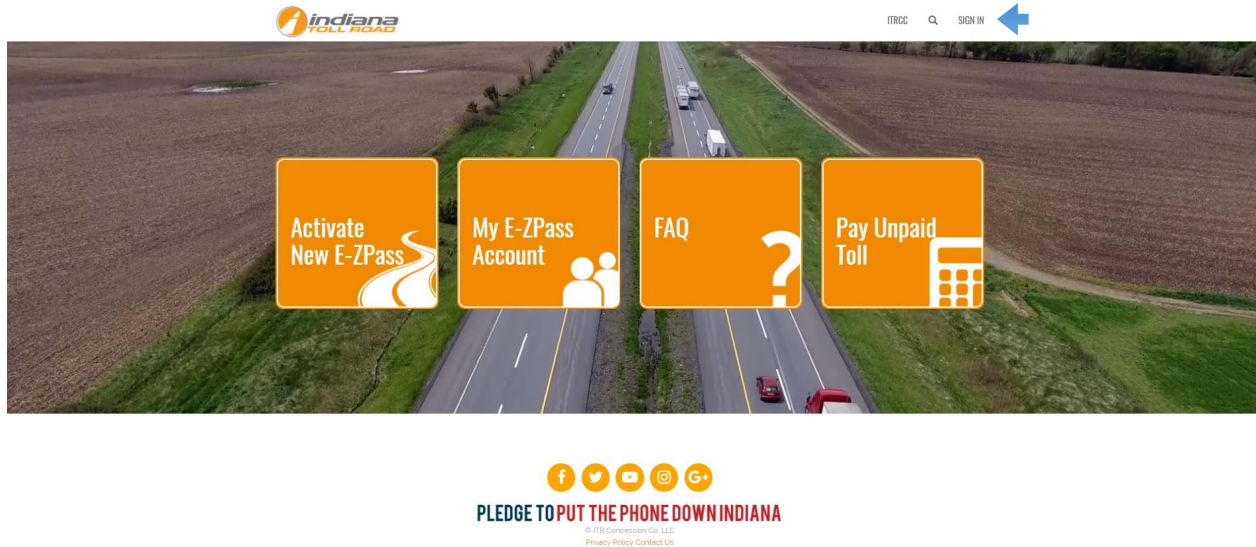 indiana
TOLL ROAD
ITRCC
SIGN IN
Activate
New E-ZPass
My E-ZPass
Account
FAQ
?
Pay Unpaid
Toll
f
G+
PLEDGE TO PUT THE PHONE DOWN INDIANA
© ITR Concession Co. LLC
Privacy Policy Contact Us